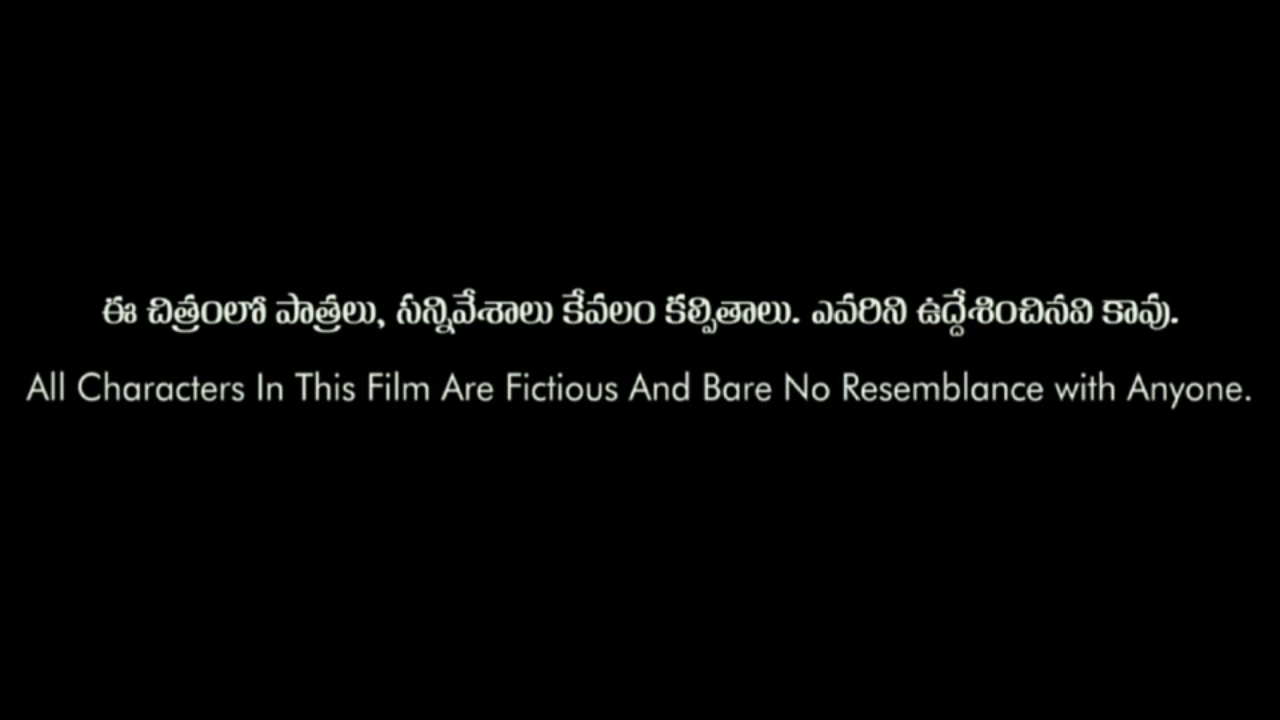 ఈ చిత్రంలో పాత్రలు, సన్నివేశాలు కేవలం కల్పితాలు. ఎవరిని ఉద్దేశించినవి కావు.
All Characters In This Film Are Fictious And Bare No Resemblance with Anyone.